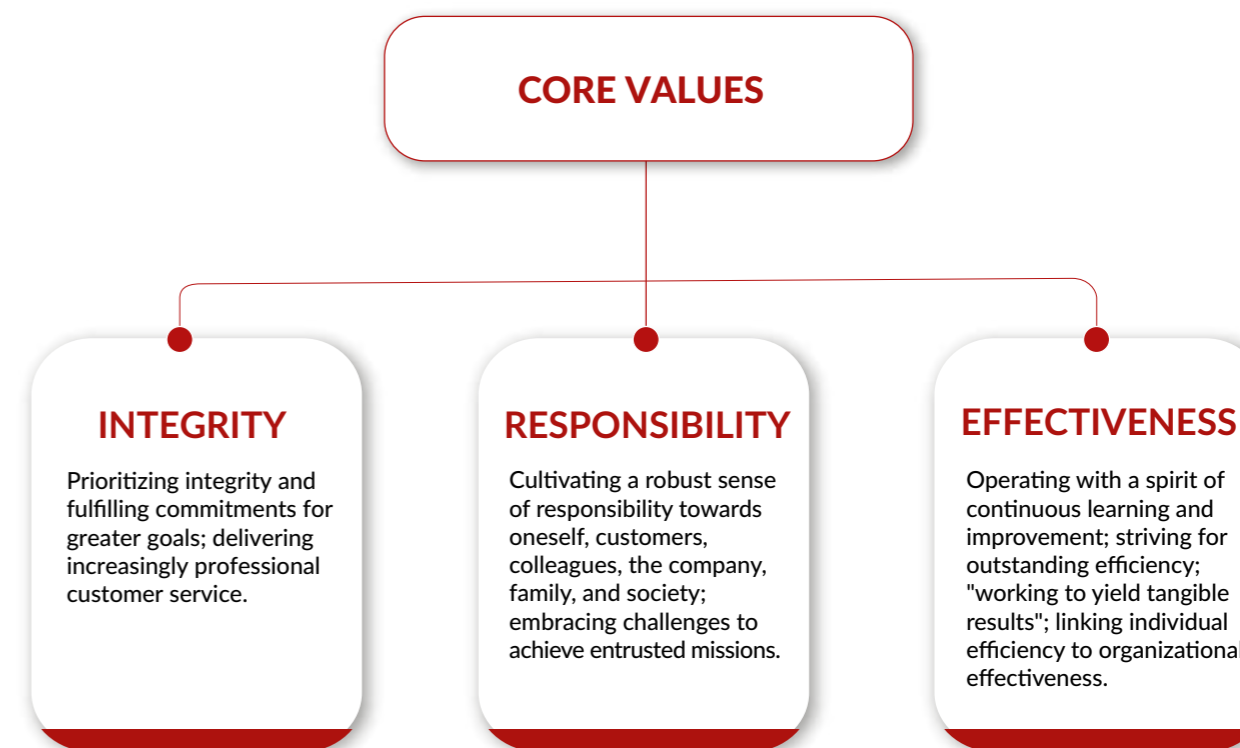 CORE VALUES
INTEGRITY
Prioritizing integrity and
fulfilling commitments for
greater goals; delivering
increasingly professional
customer service.
RESPONSIBILITY
Cultivating a robust sense
of responsibility towards
oneself, customers,
colleagues, the company,
family, and society;
embracing challenges to
achieve entrusted missions.
EFFECTIVENESS
Operating with a spirit of
continuous learning and
improvement; striving for
outstanding efficiency;
"working to yield tangible
results"; linking individual
efficiency to organizational
effectiveness.